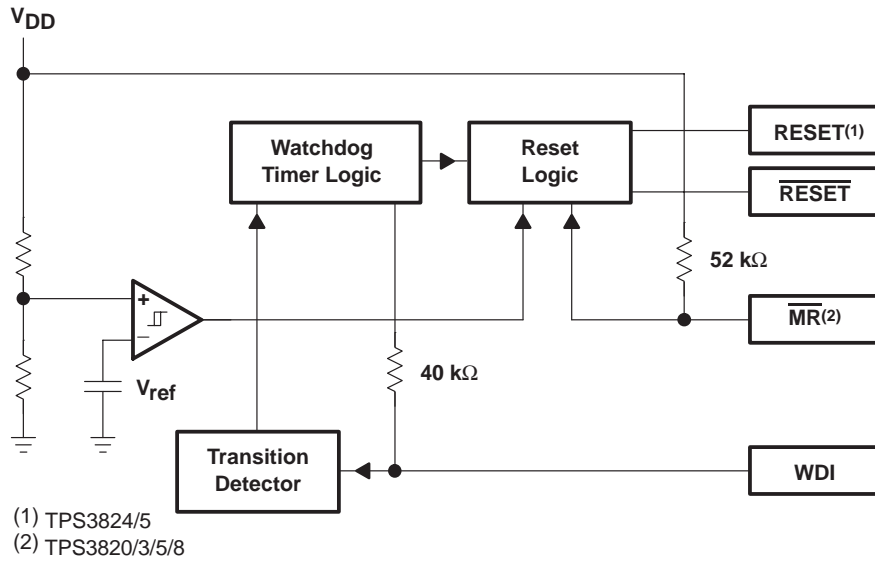 VDD
Watchdog
Timer Logic
Reset
Logic
RESET(1)
RESET
52 kΩ
MR(2)
+
−
Vref
40 kΩ
Transition
Detector
WDI
(1) TPS3824/5
(2) TPS3820/3/5/8